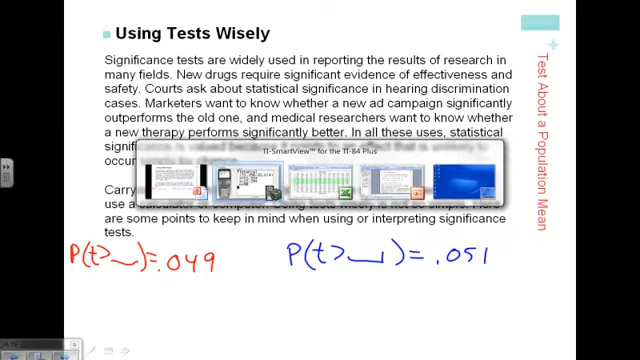 Using Tests Wisely
Significance tests are widely used in reporting the results of research in
many fields. New drugs require significant evidence of effectiveness and
safety. Courts ask about statistical significance in hearing discrimination
cases. Marketers want to know whether a new ad campaign significantly
outperforms the old one, and medical researchers want to know whether
a new therapy performs significantly better. In all these uses, statistical
TI-SmartView™ for the TI-84 Plus
occur
Carry
use a
are some points to keep in mind when using or interpreting significance
tests.
P(t>__)=.049
P(t>__)=.051
+
Test About a Population Mean